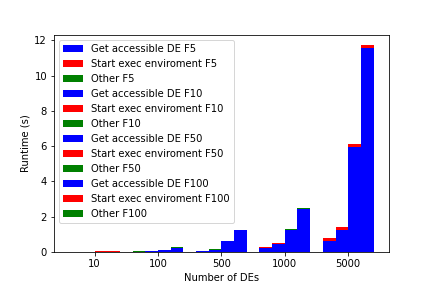 Get accessible DE F5
Start exec enviroment F5
Other F5
Get accessible DE F10
Start exec enviroment F10
Other F10
Get accessible DE F50
Start exec enviroment F50
Other F50
Get accessible DE F100
Start exec enviroment F100
Other F100
Runtime (s)
12
10
8
6
4
2
0
10
100
500
1000
5000
Number of DEs